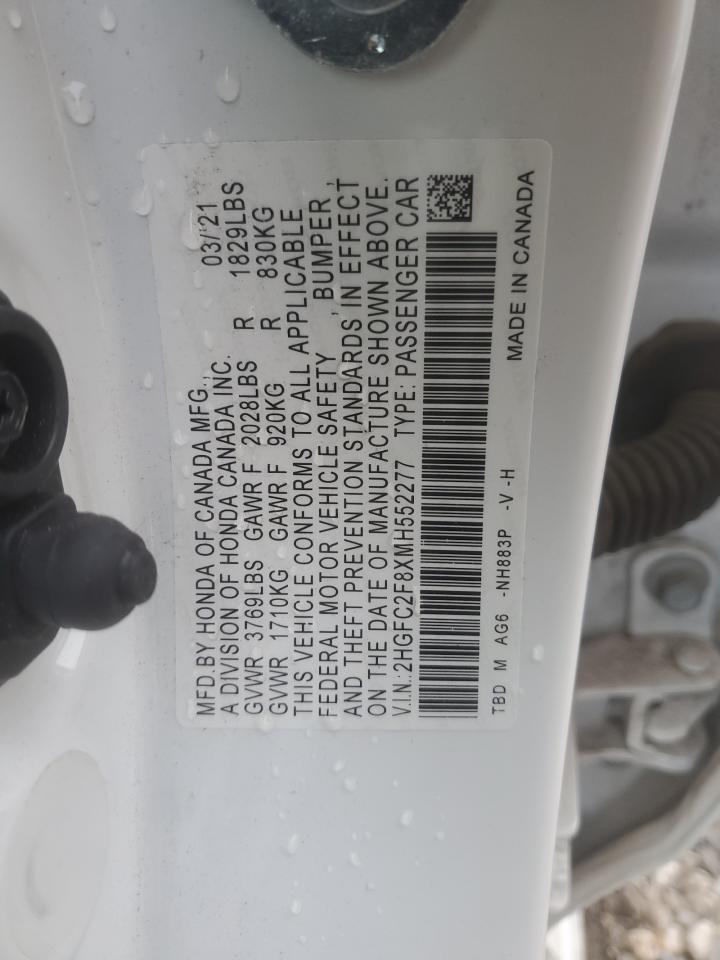 MFD.BY HONDA OF CANADA MFG., 03/'21
A DIVISION OF HONDA CANADA INC.
GVWR 3769LBS GAWR F 2028LBS R 1829LBS
GVWR 1710KG GAWR F 920KG R 830KG
THIS VEHICLE CONFORMS TO ALL APPLICABLE
FEDERAL MOTOR VEHICLE SAFETY, BUMPER,
AND THEFT PREVENTION STANDARDS, IN EFFECT
ON THE DATE OF MANUFACTURE SHOWN ABOVE.
V.I.N.:2HGFC2F8XMH552277 TYPE: PASSENGER CAR
TBD M AG6 -NH883P -V -H MADE IN CANADA